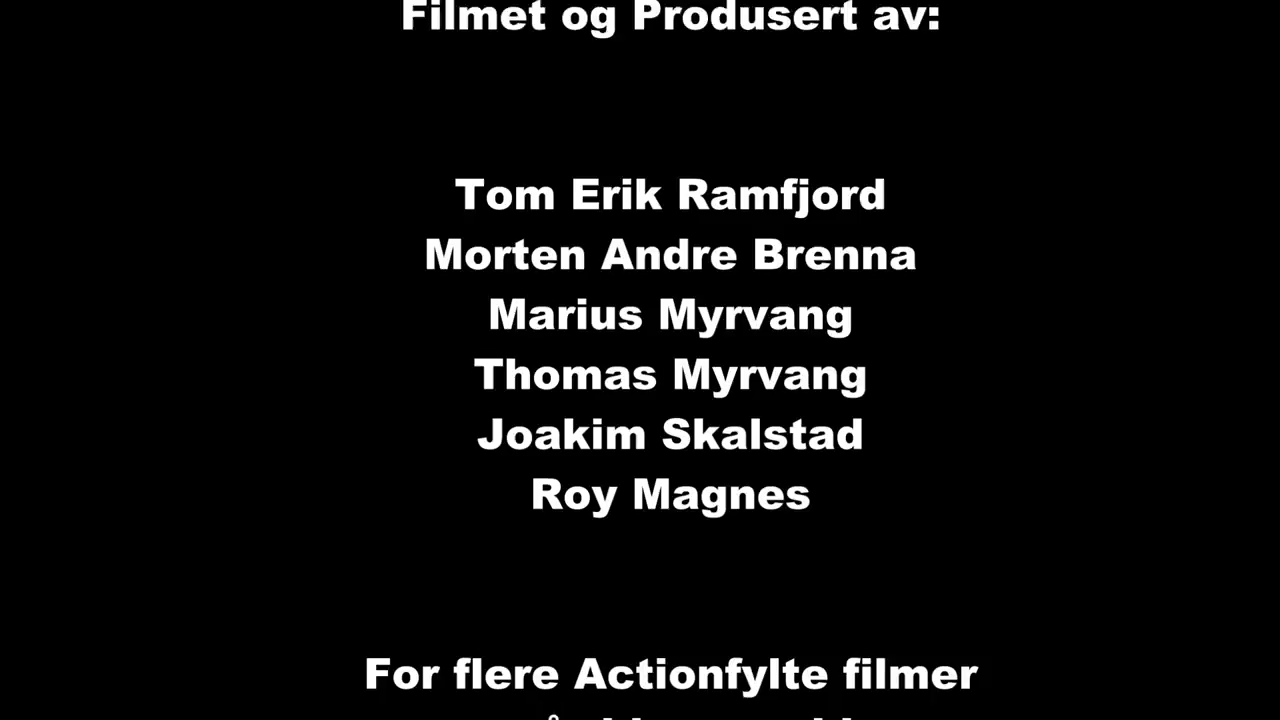 Filmet og Produsert av:
Tom Erik Ramfjord
Morten Andre Brenna
Marius Myrvang
Thomas Myrvang
Joakim Skalstad
Roy Magnes
For flere Actionfylte filmer